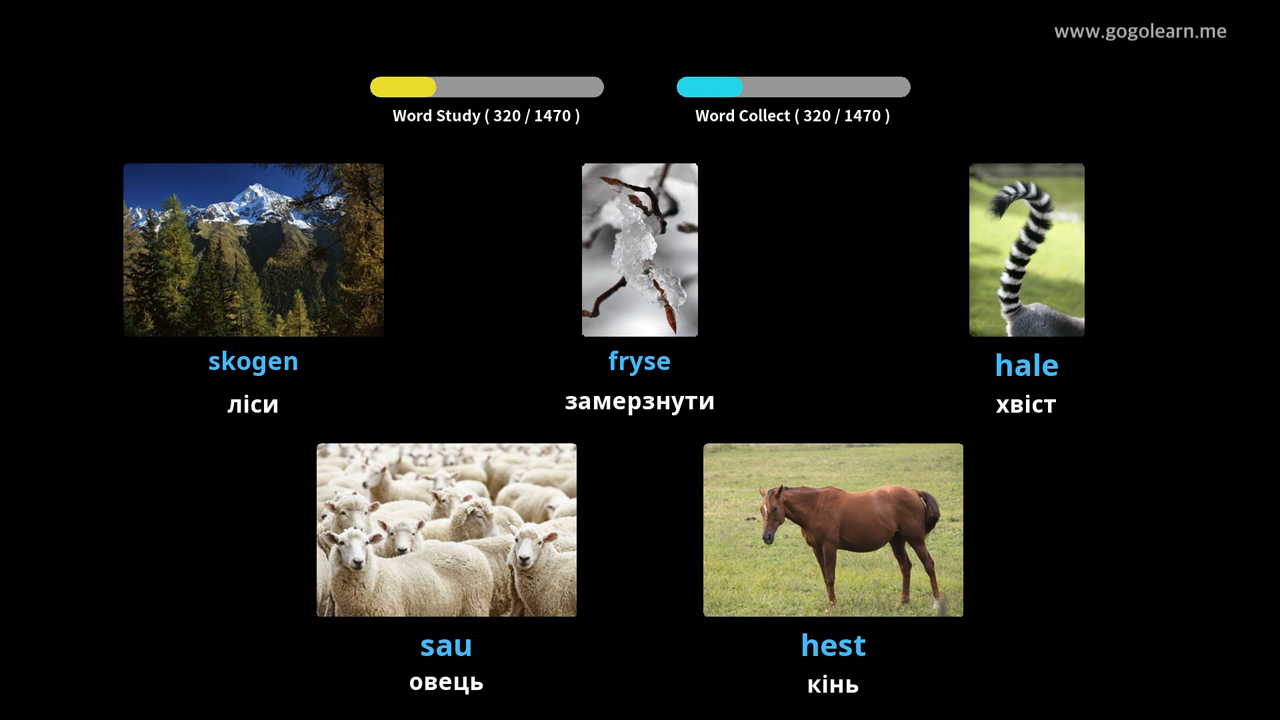 www.gogolearn.me
Word Study ( 320 / 1470 )
Word Collect ( 320 / 1470 )
skogen
ліси
fryse
замерзнути
hale
хвіст
sau
овець
hest
кінь